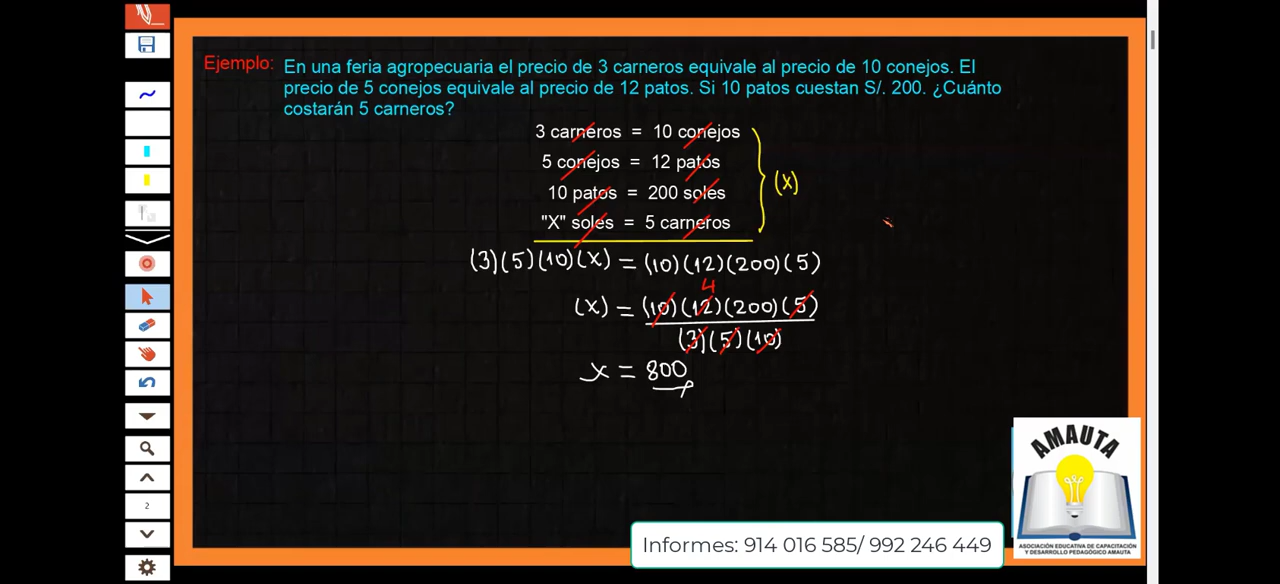 Ejemplo: En una feria agropecuaria el precio de 3 carneros equivale al precio de 10 conejos. El
precio de 5 conejos equivale al precio de 12 patos. Si 10 patos cuestan S/. 200. ¿Cuánto
costarán 5 carneros?
3 carneros = 10 conejos
5 conejos = 12 patos
10 patos = 200 soles
"X" soles = 5 carneros
(x)
(3)(5)(10)(x) = (10)(12)(200)(5)
4
(x) = (10)(12)(200)(5)
(3)(5)(10)
x = 800
2
AMAUTA
ASOCIACIÓN EDUCATIVA DE CAPACITACIÓN
Y DESARROLLO PEDAGÓGICO AMAUTA
Informes: 914 016 585/ 992 246 449